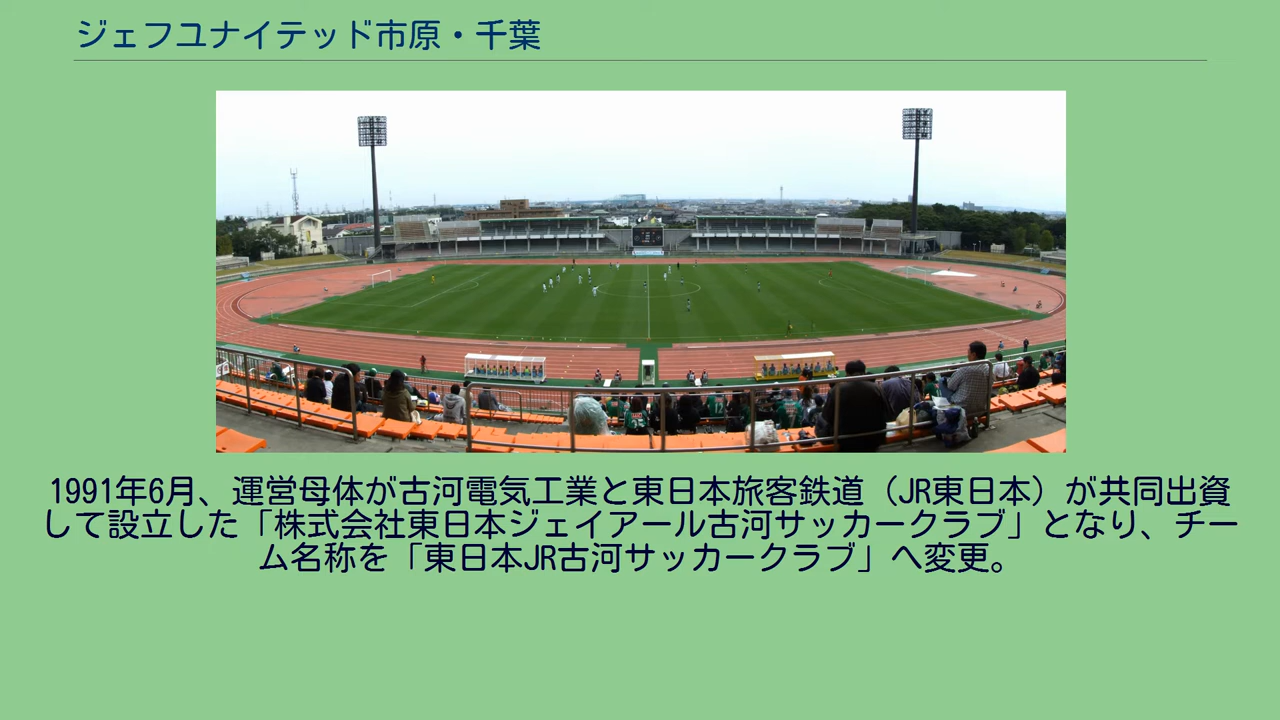 ジェフユナイテッド市原・千葉
1991年6月、運営母体が古河電気工業と東日本旅客鉄道（JR東日本）が共同出資
して設立した「株式会社東日本ジェイアール古河サッカークラブ」となり、チー
ム名称を「東日本JR古河サッカークラブ」へ変更。